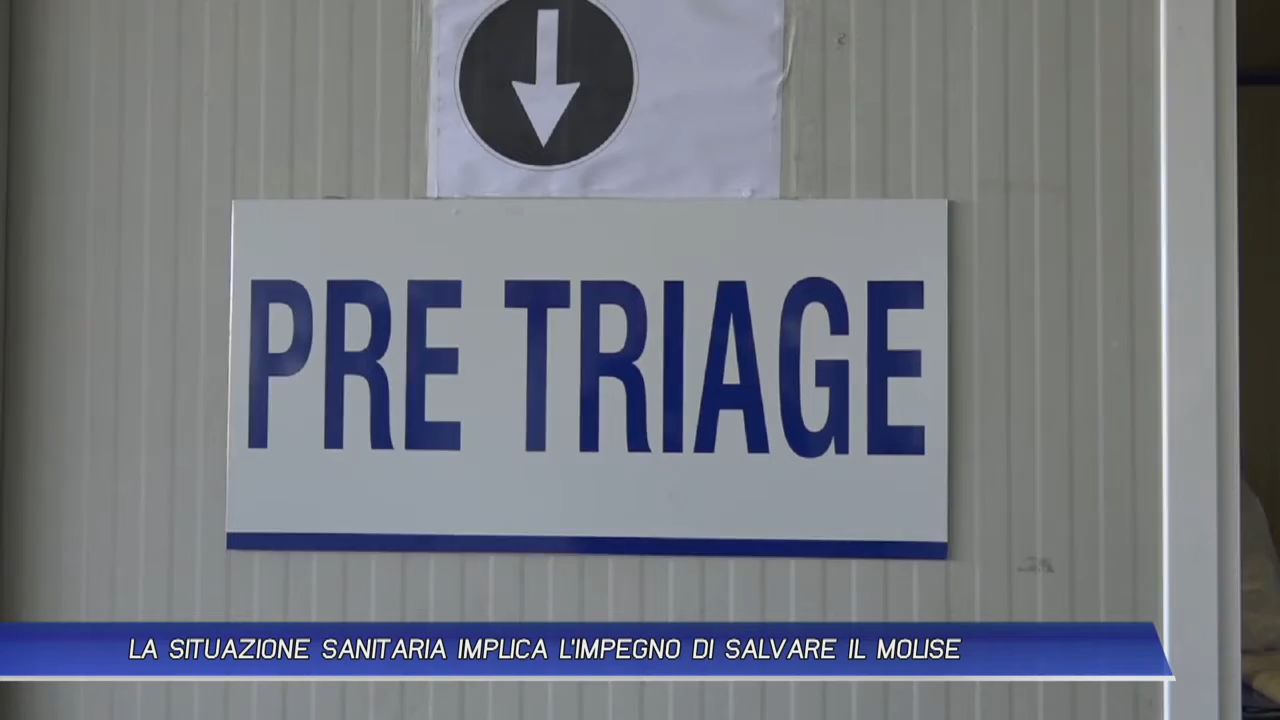 PRE TRIAGE
LA SITUAZIONE SANITARIA IMPLICA L'IMPEGNO DI SALVARE IL MOLISE